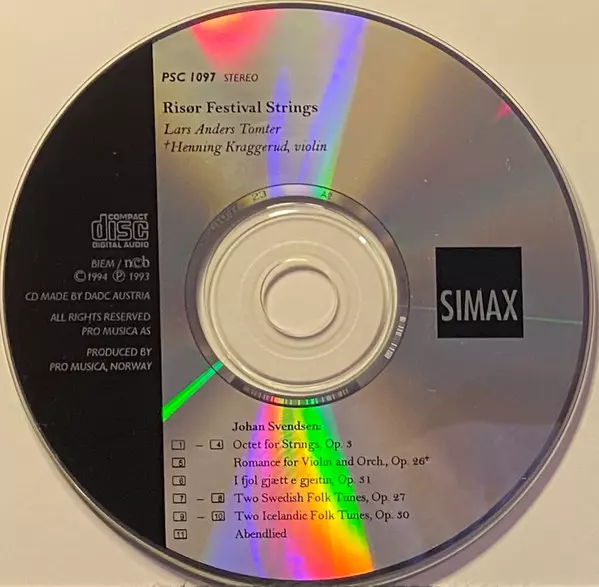 PSC 1097 STEREO
Risør Festival Strings
Lars Anders Tomter
†Henning Kraggerud, violin
COMPACT
disc
DIGITAL AUDIO
BIEM / ncb
©1994 ℗ 1993
CD MADE BY DADC AUSTRIA
ALL RIGHTS RESERVED
PRO MUSICA AS
PRODUCED BY
PRO MUSICA, NORWAY
SIMAX
Johan Svendsen:
1 – 4 Octet for Strings, Op. 3
5 Romance for Violin and Orch., Op. 26†
6 I fjol gjætt e gjeitin, Op. 31
7 – 8 Two Swedish Folk Tunes, Op. 27
9 – 10 Two Icelandic Folk Tunes, Op. 30
11 Abendlied